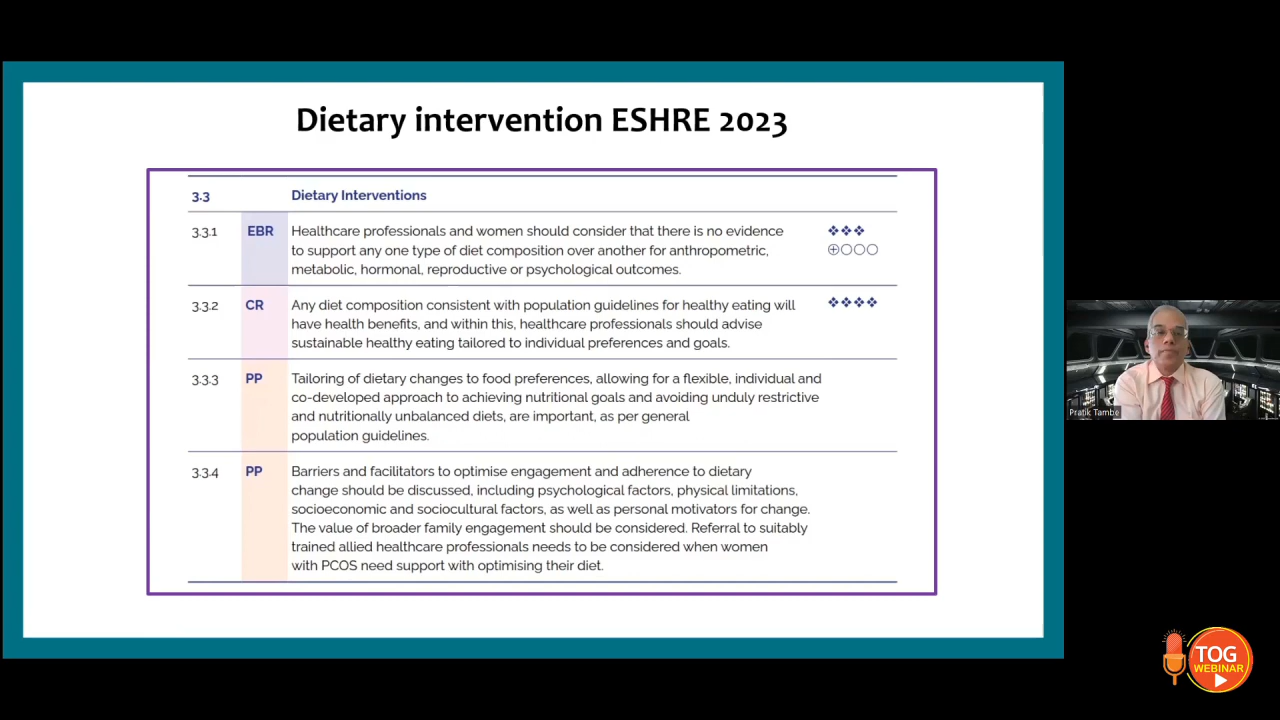 Dietary intervention ESHRE 2023
3.3 Dietary Interventions
3.3.1 EBR Healthcare professionals and women should consider that there is no evidence
to support any one type of diet composition over another for anthropometric,
metabolic, hormonal, reproductive or psychological outcomes.
3.3.2 CR Any diet composition consistent with population guidelines for healthy eating will
have health benefits, and within this, healthcare professionals should advise
sustainable healthy eating tailored to individual preferences and goals.
3.3.3 PP Tailoring of dietary changes to food preferences, allowing for a flexible, individual and
co-developed approach to achieving nutritional goals and avoiding unduly restrictive
and nutritionally unbalanced diets, are important, as per general
population guidelines.
3.3.4 PP Barriers and facilitators to optimise engagement and adherence to dietary
change should be discussed, including psychological factors, physical limitations,
socioeconomic and sociocultural factors, as well as personal motivators for change.
The value of broader family engagement should be considered. Referral to suitably
trained allied healthcare professionals needs to be considered when women
with PCOS need support with optimising their diet.
Pratik Tambe
TOG
WEBINAR